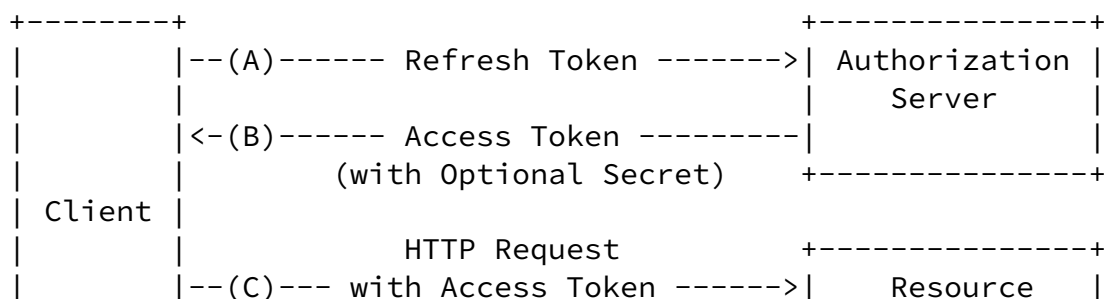 +--------+                               +---------------+
|        |--(A)------ Refresh Token ------->| Authorization |
|        |                               |    Server     |
|        |<-(B)------ Access Token ---------|               |
|        |       (with Optional Secret)  +---------------+
| Client |
|        |          HTTP Request         +---------------+
|        |--(C)--- with Access Token ------>|    Resource   |